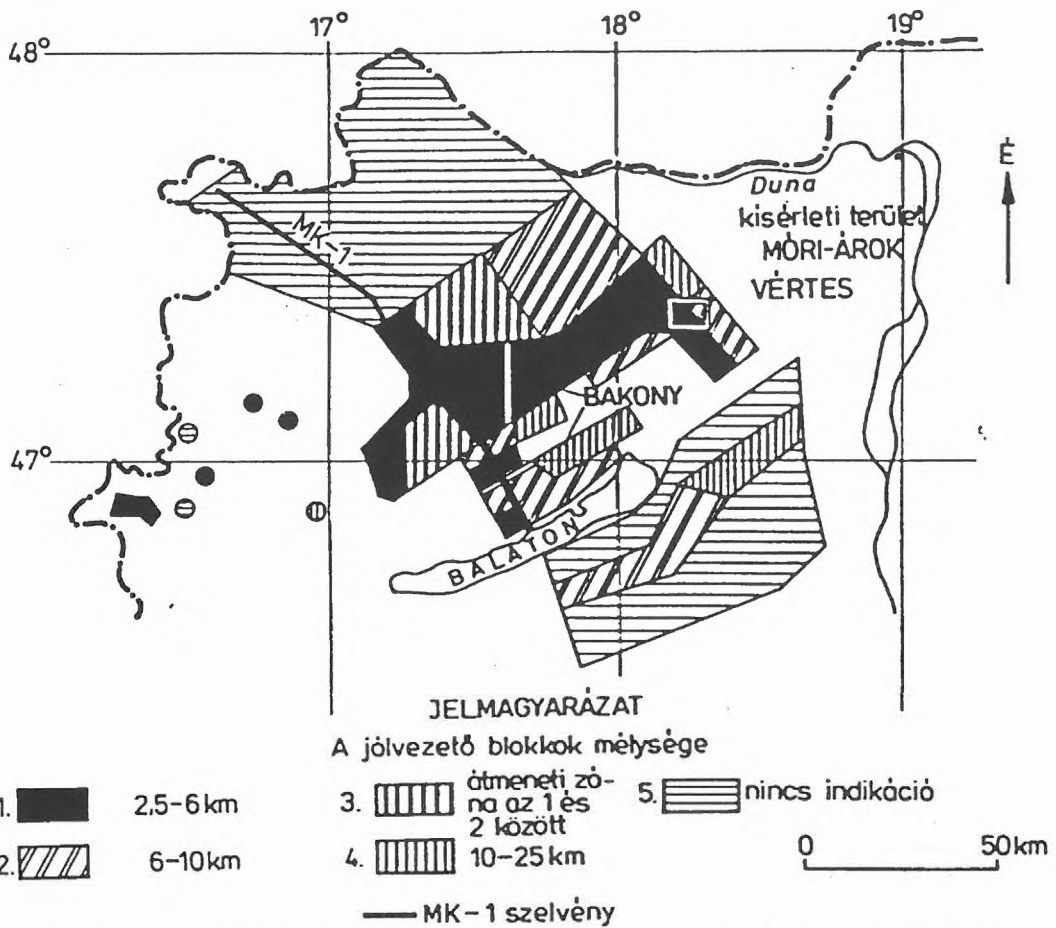 17°
18°
19°
48°
É
Duna
kisérleti terület
MÓRI-ÁROK
VÉRTES
MK-1
BAKONY
47°
BALATON
JELMAGYARÁZAT
A jólvezető blokkok mélysége
1. 2,5-6 km
2. 6-10 km
3. átmeneti zó-
na az 1 és
2 között
4. 10-25 km
5. nincs indikáció
0 50 km
MK-1 szelvény